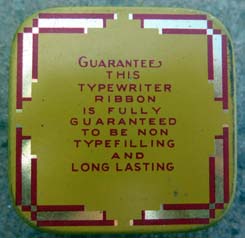 GUARANTEE
THIS
TYPEWRITER
RIBBON
IS FULLY
GUARANTEED
TO BE NON
TYPEFILLING
AND
LONG LASTING